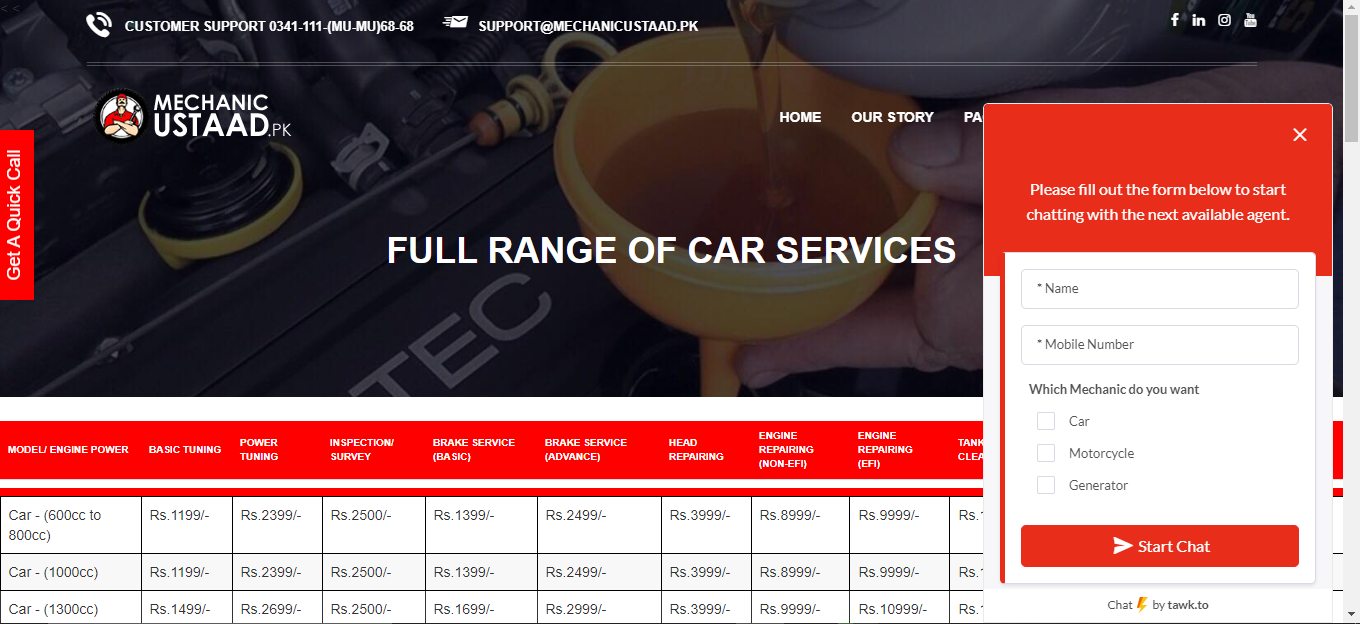 < <
CUSTOMER SUPPORT 0341-111-(MU-MU)68-68
SUPPORT@MECHANICUSTAAD.PK
You
Tube
MECHANIC
USTAAD.PK
HOME
OUR STORY
PA
Get A Quick Call
Please fill out the form below to start
chatting with the next available agent.
FULL RANGE OF CAR SERVICES
TEC
* Name
* Mobile Number
Which Mechanic do you want
Car
Motorcycle
Generator
Start Chat
Chat by tawk.to
MODEL/ ENGINE POWER
BASIC TUNING
POWER
TUNING
INSPECTION/
SURVEY
BRAKE SERVICE
(BASIC)
BRAKE SERVICE
(ADVANCE)
HEAD
REPAIRING
ENGINE
REPAIRING
(NON-EFI)
ENGINE
REPAIRING
(EFI)
TANK
CLEA
Car - (600cc to
800cc)
Rs.1199/-
Rs.2399/-
Rs.2500/-
Rs.1399/-
Rs.2499/-
Rs.3999/-
Rs.8999/-
Rs.9999/-
Rs.
Car - (1000cc)
Rs.1199/-
Rs.2399/-
Rs.2500/-
Rs.1399/-
Rs.2499/-
Rs.3999/-
Rs.8999/-
Rs.9999/-
Rs.
Car - (1300cc)
Rs.1499/-
Rs.2699/-
Rs.2500/-
Rs.1699/-
Rs.2999/-
Rs.3999/-
Rs.9999/-
Rs.10999/-
Rs.